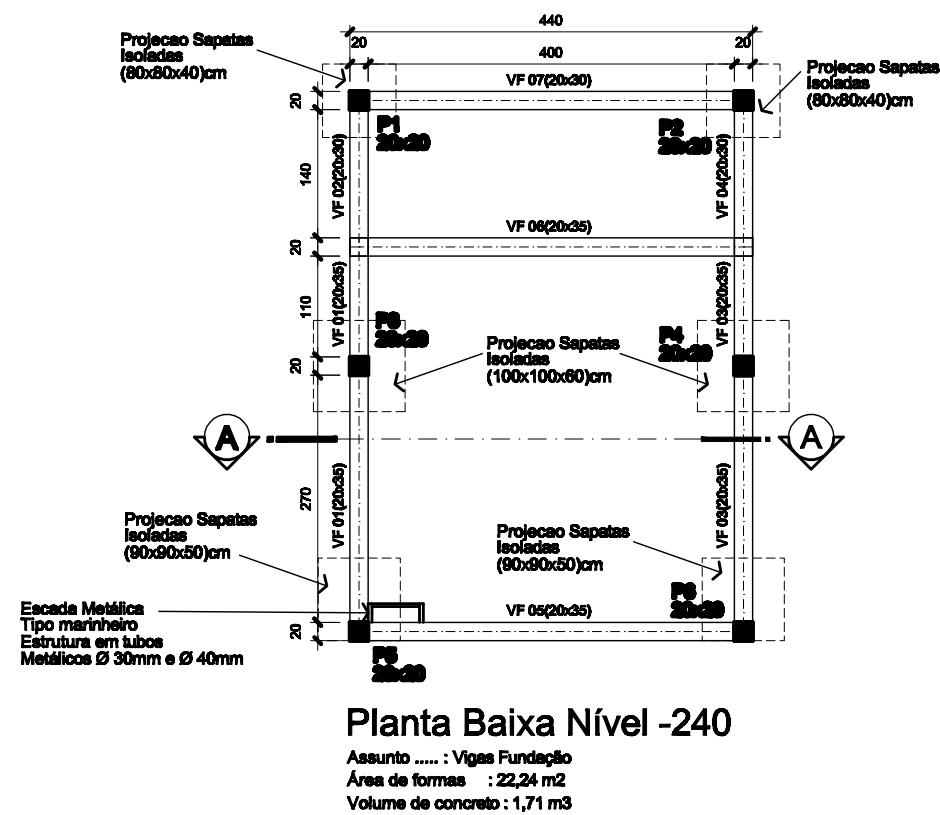 440
20
20
400
Projecao Sapatas
Isoladas
(80x80x40)cm
Projecao Sapatas
Isoladas
(80x80x40)cm
VF 07(20x30)
20
P1
20x20
P2
20x20
140
VF 02(20x30)
VF 04(20x30)
VF 06(20x35)
20
110
VF 01(20x35)
VF 03(20x35)
20x20
P4
20x20
Projecao Sapatas
Isoladas
(100x100x60)cm
20
A
A
270
VF 01(20x35)
VF 03(20x35)
Projecao Sapatas
Isoladas
(90x90x50)cm
Projecao Sapatas
Isoladas
(90x90x50)cm
20x20
Escada Metálica
Tipo marinheiro
Estrutura em tubos
Metálicos Ø 30mm e Ø 40mm
VF 05(20x35)
20
P5
20x20
Planta Baixa Nível -240
Assunto ..... : Vigas Fundação
Área de formas : 22,24 m2
Volume de concreto : 1,71 m3